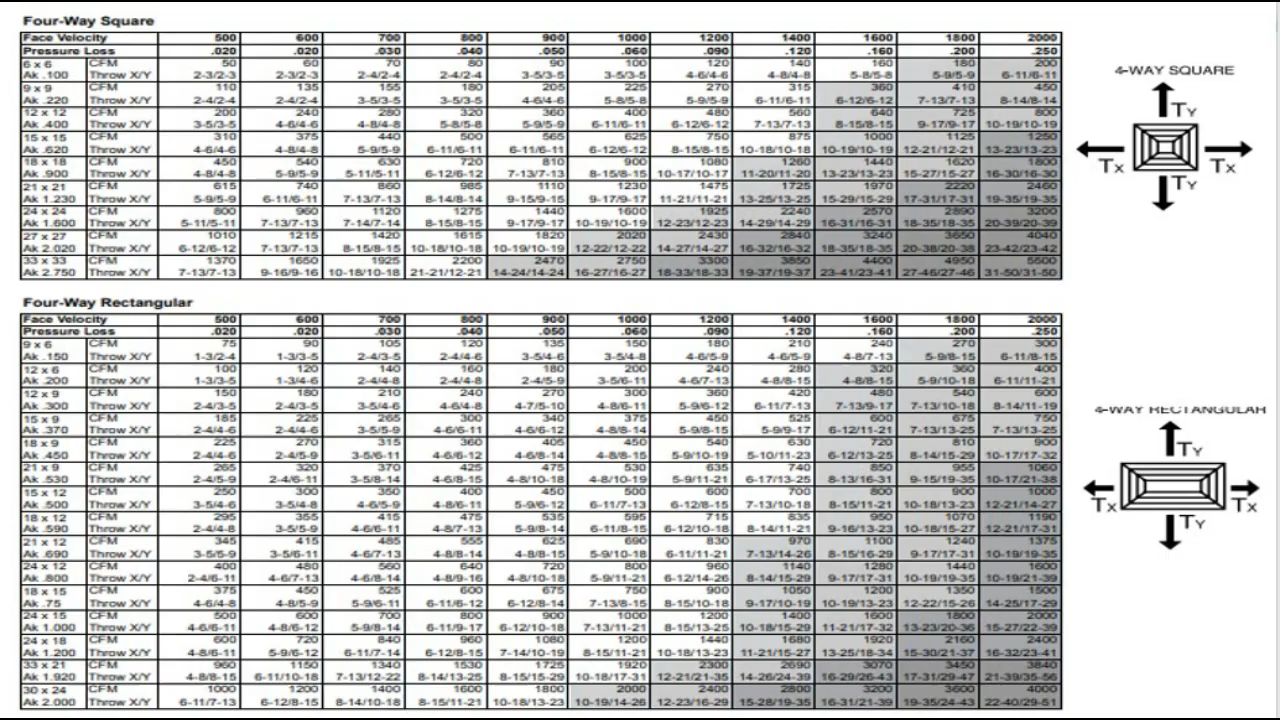 Four-Way Square
Face Velocity 500 600 700 800 900 1000 1200 1400 1600 1800 2000
Pressure Loss .020 .020 .030 .040 .050 .060 .090 .120 .160 .200 .250
6 x 6 CFM 50 60 70 80 90 100 120 140 160 180 200
Ak .100 Throw X/Y 2-3/2-3 2-3/2-3 2-4/2-4 2-4/2-4 3-5/3-5 3-5/3-5 4-6/4-6 4-8/4-8 5-8/5-8 5-9/5-9 6-11/6-11
9 x 9 CFM 110 135 155 180 205 225 270 315 360 410 450
Ak .220 Throw X/Y 2-4/2-4 2-4/2-4 3-5/3-5 3-5/3-5 4-6/4-6 5-8/5-8 5-9/5-9 6-11/6-11 6-12/6-12 7-13/7-13 8-14/8-14
12 x 12 CFM 200 240 280 320 360 400 480 560 640 725 800
Ak .400 Throw X/Y 3-5/3-5 4-6/4-6 4-8/4-8 5-8/5-8 5-9/5-9 6-11/6-11 6-12/6-12 7-13/7-13 8-15/8-15 9-17/9-17 10-19/10-19
15 x 15 CFM 310 375 440 500 565 625 750 875 1000 1125 1250
Ak .620 Throw X/Y 4-6/4-6 4-8/4-8 5-9/5-9 6-11/6-11 6-11/6-11 6-12/6-12 8-15/8-15 10-18/10-18 10-19/10-19 12-21/12-21 13-23/13-23
18 x 18 CFM 450 540 630 720 810 900 1080 1260 1440 1620 1800
Ak .900 Throw X/Y 4-8/4-8 5-9/5-9 5-11/5-11 6-12/6-12 7-13/7-13 8-15/8-15 10-17/10-17 11-20/11-20 13-23/13-23 15-27/15-27 16-30/16-30
21 x 21 CFM 615 740 860 985 1110 1230 1475 1725 1970 2220 2460
Ak 1.230 Throw X/Y 5-9/5-9 6-11/6-11 7-13/7-13 8-14/8-14 9-15/9-15 9-17/9-17 11-21/11-21 13-25/13-25 15-29/15-29 17-31/17-31 19-35/19-35
24 x 24 CFM 800 960 1120 1275 1440 1600 1925 2240 2570 2890 3200
Ak 1.600 Throw X/Y 5-11/5-11 7-13/7-13 7-14/7-14 8-15/8-15 9-17/9-17 10-19/10-19 12-23/12-23 14-29/14-29 16-31/16-31 18-35/18-35 20-39/20-39
27 x 27 CFM 1010 1215 1420 1615 1820 2020 2430 2840 3240 3650 4040
Ak 2.020 Throw X/Y 6-12/6-12 7-13/7-13 8-15/8-15 10-18/10-18 10-19/10-19 12-22/12-22 14-27/14-27 16-32/16-32 18-35/18-35 20-38/20-38 23-42/23-42
33 x 33 CFM 1370 1650 1925 2200 2470 2750 3300 3850 4400 4950 5500
Ak 2.750 Throw X/Y 7-13/7-13 9-16/9-16 10-18/10-18 21-21/12-21 14-24/14-24 16-27/16-27 18-33/18-33 19-37/19-37 23-41/23-41 27-46/27-46 31-50/31-50
4-WAY SQUARE
TY
TX TX
TY
Four-Way Rectangular
Face Velocity 500 600 700 800 900 1000 1200 1400 1600 1800 2000
Pressure Loss .020 .020 .030 .040 .050 .060 .090 .120 .160 .200 .250
9 x 6 CFM 75 90 105 120 135 150 180 210 240 270 300
Ak .150 Throw X/Y 1-3/2-4 1-3/3-5 2-4/3-5 2-4/4-6 3-5/4-6 3-5/4-8 4-6/5-9 4-6/5-9 4-8/7-13 5-9/8-15 6-11/8-15
12 x 6 CFM 100 120 140 160 180 200 240 280 320 360 400
Ak .200 Throw X/Y 1-3/3-5 1-3/4-6 2-4/4-8 2-4/4-8 2-4/5-9 3-5/6-11 4-6/7-13 4-8/8-15 4-8/8-15 5-9/10-18 6-11/11-21
12 x 9 CFM 150 180 210 240 270 300 360 420 480 540 600
Ak .300 Throw X/Y 2-4/3-5 2-4/3-5 3-5/4-6 4-6/4-8 4-7/5-10 4-8/6-11 5-9/6-12 6-11/7-13 7-13/9-17 7-13/10-18 8-14/11-19
15 x 9 CFM 185 225 265 300 340 375 450 525 600 675 750
Ak .370 Throw X/Y 2-4/4-6 2-4/4-6 3-5/5-9 4-6/6-11 4-6/6-12 4-8/8-14 5-9/8-15 5-9/9-17 6-12/11-21 7-13/13-25 7-13/13-25
18 x 9 CFM 225 270 315 360 405 450 540 630 720 810 900
Ak .450 Throw X/Y 2-4/4-6 2-4/5-9 3-5/6-11 4-6/6-12 4-6/8-14 4-8/8-15 5-9/10-19 5-10/11-23 6-12/13-25 8-14/15-29 10-17/17-32
21 x 9 CFM 265 320 370 425 475 530 635 740 850 955 1060
Ak .530 Throw X/Y 2-4/5-9 2-4/6-11 3-5/8-14 4-6/8-15 4-8/10-18 4-8/10-19 5-9/11-21 6-17/13-25 8-13/16-31 9-15/19-35 10-17/21-38
15 x 12 CFM 250 300 350 400 450 500 600 700 800 900 1000
Ak .500 Throw X/Y 3-5/4-6 3-5/4-8 4-6/5-9 4-8/6-11 5-9/6-12 6-11/7-13 6-12/8-15 7-13/10-18 8-15/11-21 10-18/13-23 12-21/14-27
18 x 12 CFM 295 355 415 475 535 595 715 835 950 1070 1190
Ak .590 Throw X/Y 2-4/4-8 3-5/5-9 4-6/6-11 4-8/7-13 5-9/8-14 6-11/8-15 6-12/10-18 8-14/11-21 9-16/13-23 10-18/15-27 12-21/17-31
21 x 12 CFM 345 415 485 555 625 690 830 970 1100 1240 1375
Ak .690 Throw X/Y 3-5/5-9 3-5/6-11 4-6/7-13 4-8/8-14 4-8/8-15 5-9/10-18 6-11/11-21 7-13/14-26 8-15/16-29 9-17/17-31 10-19/19-35
24 x 12 CFM 400 480 560 640 720 800 960 1140 1280 1440 1600
Ak .800 Throw X/Y 2-4/6-11 4-6/7-13 4-6/8-14 4-8/9-16 4-8/10-18 5-9/11-21 6-12/14-26 8-14/15-29 9-17/17-31 10-19/19-35 10-19/21-39
18 x 15 CFM 375 450 525 600 675 750 900 1050 1200 1350 1500
Ak .75 Throw X/Y 4-6/4-8 4-8/5-9 5-9/6-11 6-11/6-12 6-12/8-14 7-13/8-15 8-15/10-18 9-17/10-19 10-19/13-23 12-22/15-26 14-25/17-29
24 x 15 CFM 500 600 700 800 900 1000 1200 1400 1600 1800 2000
Ak 1.000 Throw X/Y 4-6/6-11 4-8/6-12 5-9/8-14 6-11/9-17 6-12/10-18 7-13/11-21 8-15/13-25 10-18/15-29 11-21/17-32 13-23/20-36 15-27/22-39
24 x 18 CFM 600 720 840 960 1080 1200 1440 1680 1920 2160 2400
Ak 1.200 Throw X/Y 4-8/6-11 5-9/6-12 6-11/7-14 6-12/8-15 7-14/10-19 8-15/11-21 10-18/13-23 11-21/15-27 13-25/18-34 15-30/21-37 16-32/23-41
33 x 21 CFM 960 1150 1340 1530 1725 1920 2300 2690 3070 3450 3840
Ak 1.920 Throw X/Y 4-8/8-15 6-11/10-18 7-13/12-22 8-14/13-25 8-15/15-29 10-18/17-31 12-21/21-35 14-26/24-39 16-29/26-43 17-31/29-47 21-39/35-56
30 x 24 CFM 1000 1200 1400 1600 1800 2000 2400 2800 3200 3600 4000
Ak 2.000 Throw X/Y 6-11/7-13 6-12/8-15 8-14/10-18 8-15/11-21 10-18/13-23 10-19/14-26 12-23/16-29 15-28/19-35 16-31/21-39 19-35/24-43 22-40/29-51
4-WAY RECTANGULAR
TY
TX TX
TY